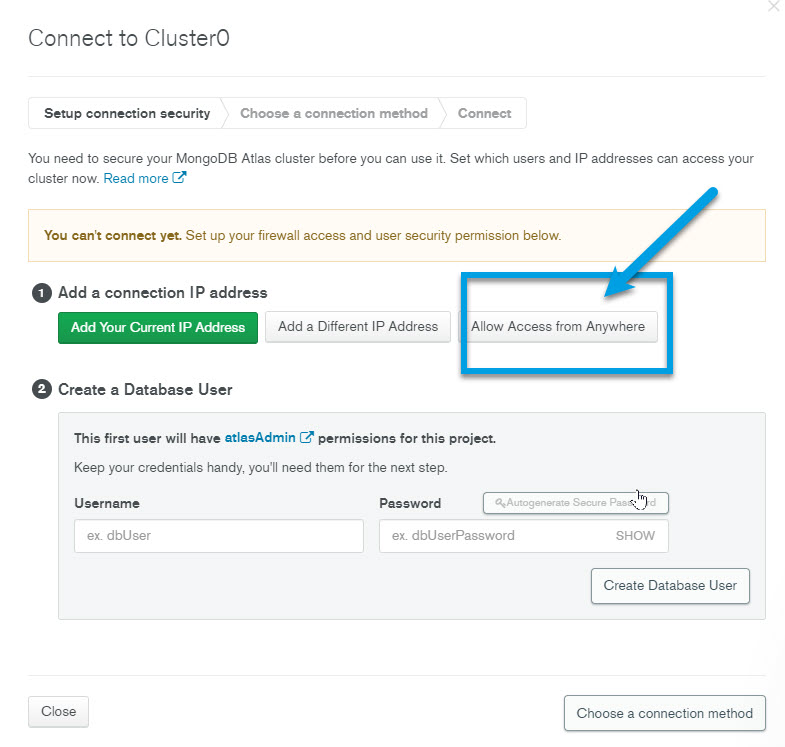 Connect to Cluster0
Setup connection security Choose a connection method Connect
You need to secure your MongoDB Atlas cluster before you can use it. Set which users and IP addresses can access your
cluster now. Read more
You can't connect yet. Set up your firewall access and user security permission below.
1 Add a connection IP address
Add Your Current IP Address Add a Different IP Address Allow Access from Anywhere
2 Create a Database User
This first user will have atlasAdmin permissions for this project.
Keep your credentials handy, you'll need them for the next step.
Username Password Autogenerate Secure Password
ex. dbUser ex. dbUserPassword SHOW
Create Database User
Close Choose a connection method